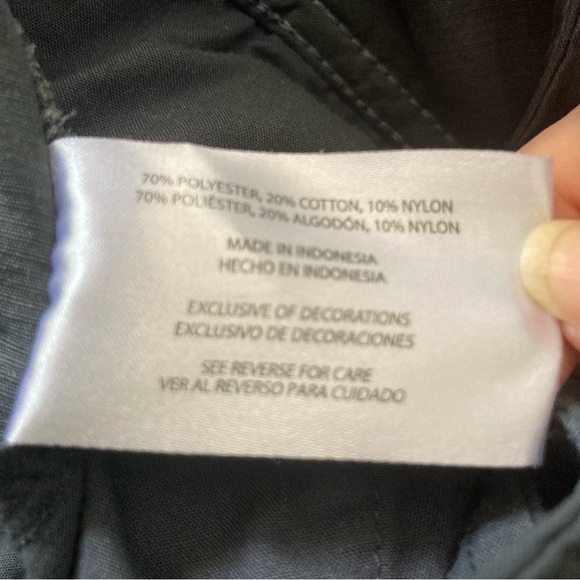 70% POLYESTER, 20% COTTON, 10% NYLON
70% POLIÉSTER, 20% ALGODÓN, 10% NYLON
MADE IN INDONESIA
HECHO EN INDONESIA
EXCLUSIVE OF DECORATIONS
EXCLUSIVO DE DECORACIONES
SEE REVERSE FOR CARE
VER AL REVERSO PARA CUIDADO